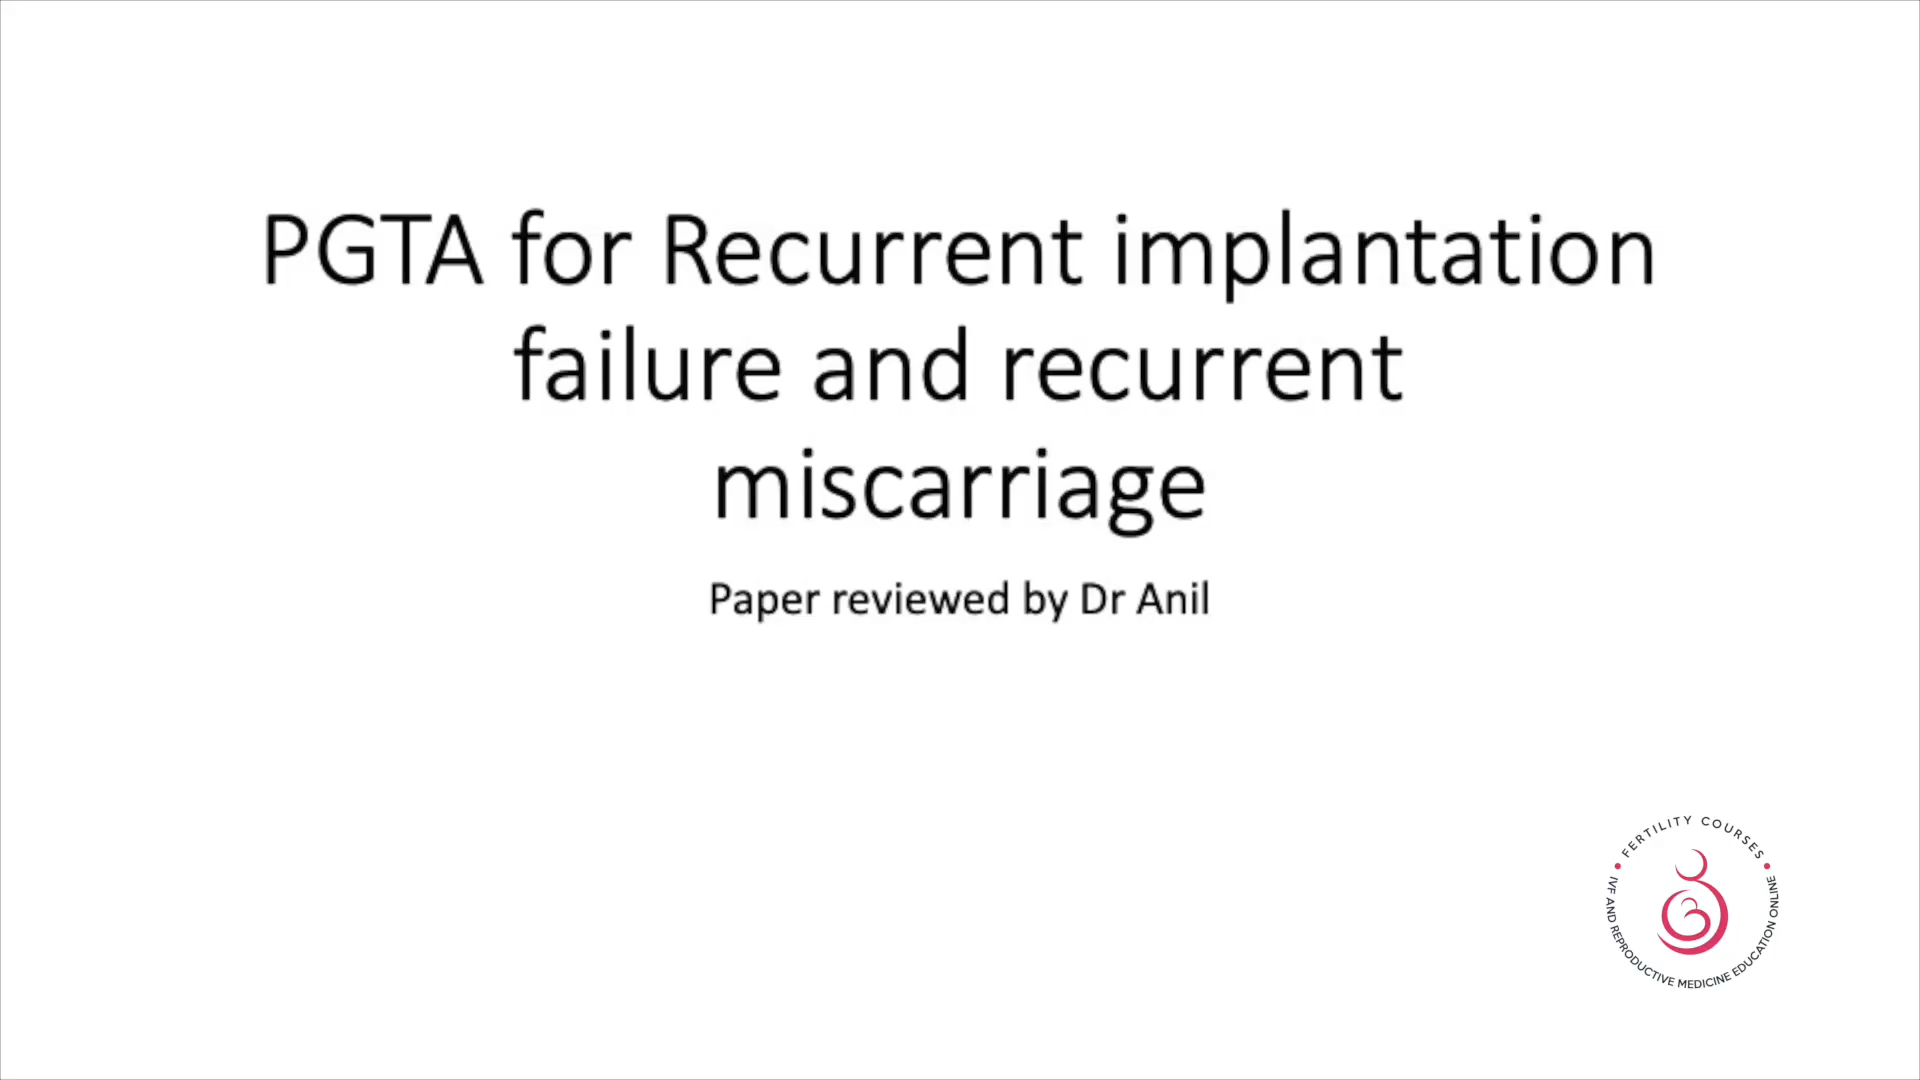 PGTA for Recurrent implantation
failure and recurrent
miscarriage
Paper reviewed by Dr Anil
FERTILITY COURSES
IVF AND REPRODUCTIVE MEDICINE EDUCATION ONLINE